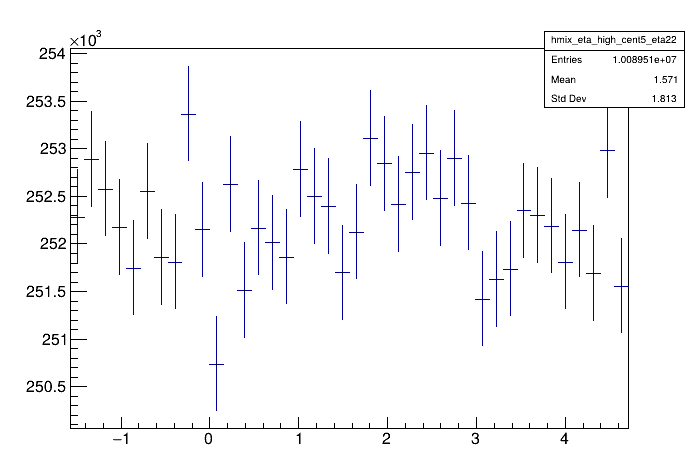 ×10³
hmix_eta_high_cent5_eta22
Entries 1.008951e+07
Mean 1.571
Std Dev 1.813
254
253.5
253
252.5
252
251.5
251
250.5
−1 0 1 2 3 4